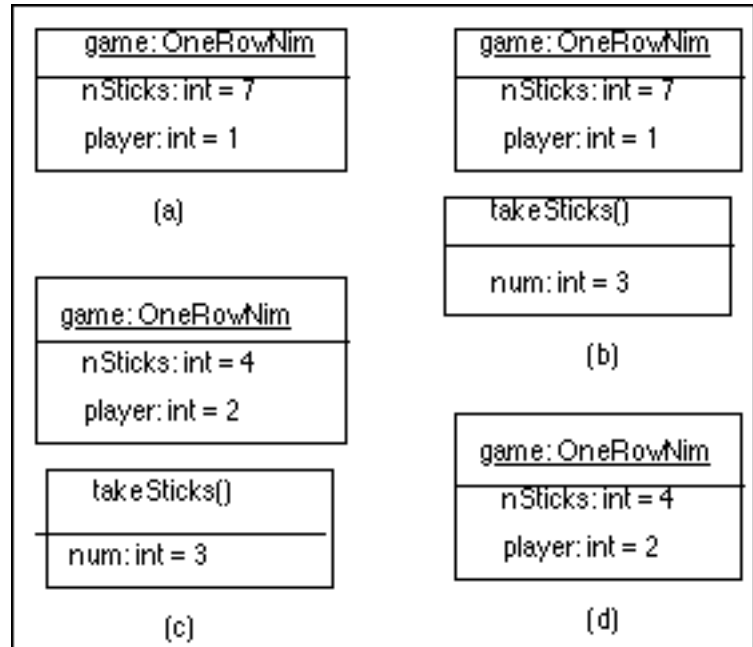 game:OneRowNim
nSticks:int = 7
player:int = 1
(a)
game:OneRowNim
nSticks:int = 7
player:int = 1
takeSticks()
num:int = 3
(b)
game:OneRowNim
nSticks:int = 4
player:int = 2
takeSticks()
num:int = 3
(c)
game:OneRowNim
nSticks:int = 4
player:int = 2
(d)